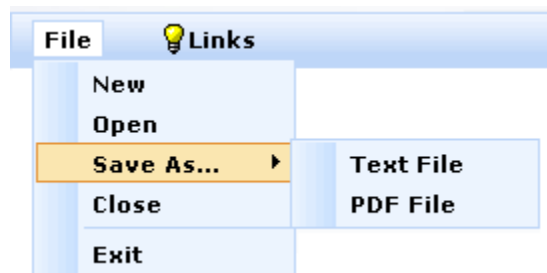 File Links
New
Open
Save As... Text File
Close PDF File
Exit